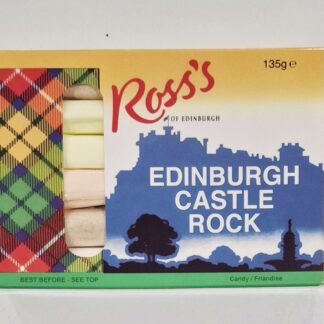 Ross's
OF EDINBURGH
135g ℮
EDINBURGH
CASTLE
ROCK
BEST BEFORE - SEE TOP
Candy / Friandise